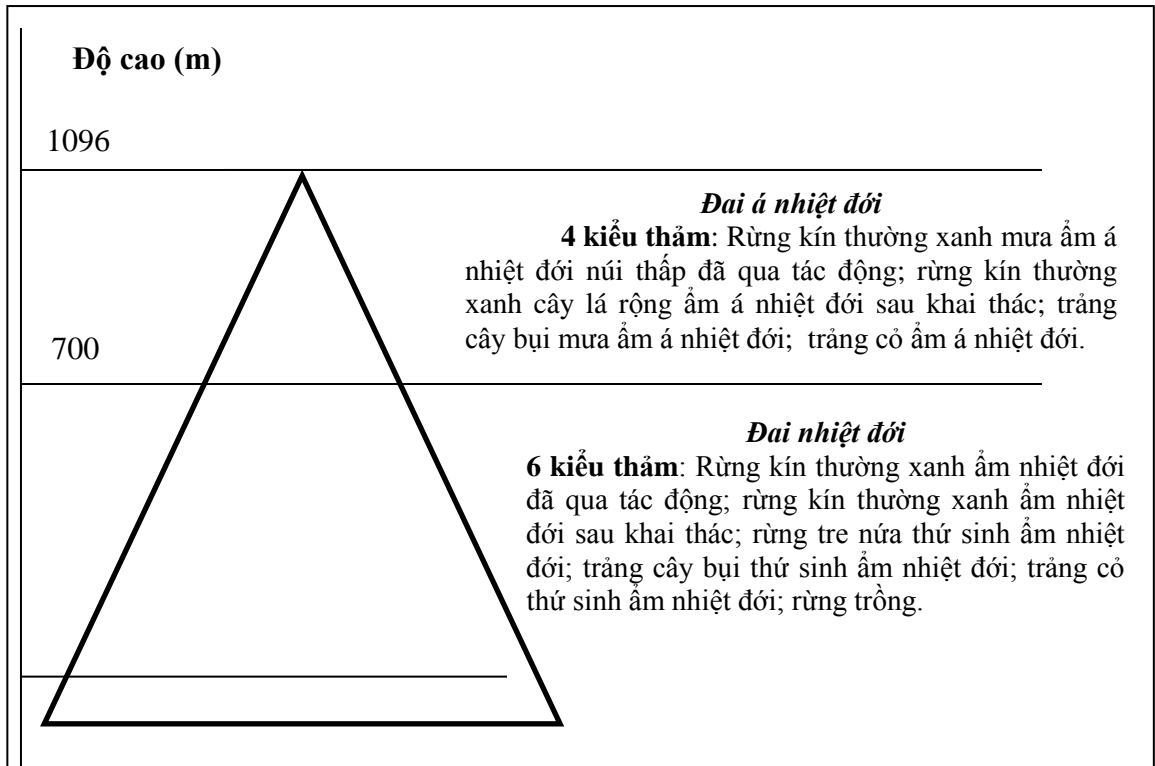 Độ cao (m)
1096
Đai á nhiệt đới
4 kiểu thảm: Rừng kín thường xanh mưa ẩm á
nhiệt đới núi thấp đã qua tác động; rừng kín thường
xanh cây lá rộng ẩm á nhiệt đới sau khai thác; trảng
cây bụi mưa ẩm á nhiệt đới; trảng cỏ ẩm á nhiệt đới.
700
Đai nhiệt đới
6 kiểu thảm: Rừng kín thường xanh ẩm nhiệt đới
đã qua tác động; rừng kín thường xanh ẩm nhiệt
đới sau khai thác; rừng tre nứa thứ sinh ẩm nhiệt
đới; trảng cây bụi thứ sinh ẩm nhiệt đới; trảng cỏ
thứ sinh ẩm nhiệt đới; rừng trồng.